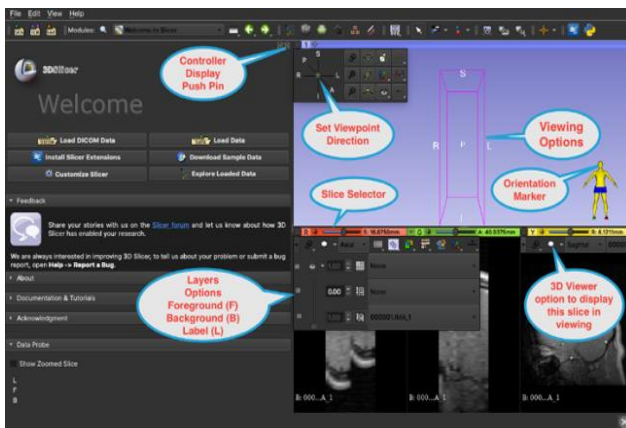 File Edit View Help
Modules: Welcome to Slicer
3DSlicer
Welcome
Load DICOM Data
Load Data
Install Slicer Extensions
Download Sample Data
Customize Slicer
Explore Loaded Data
Feedback
Share your stories with us on the Slicer forum and let us know about how 3D
Slicer has enabled your research.
We are always interested in improving 3D Slicer, to tell us about your problem or submit a bug
report, open Help -> Report a Bug.
About
Documentation & Tutorials
Acknowledgment
Data Probe
Show Zoomed Slice
L
F
B
Controller
Display
Push Pin
1
S
P
R
L
A
I
Set Viewpoint
Direction
S
R
P
L
I
Viewing
Options
Orientation
Marker
Slice Selector
R
Axial
None
0.00
None
000001.IMA_1
Layers
Options
Foreground (F)
Background (B)
Label (L)
G
Y
Sagittal
3D Viewer
option to display
this slice in
viewing
B: 000...A_1
B: 000...A_1
B: 000...A_1